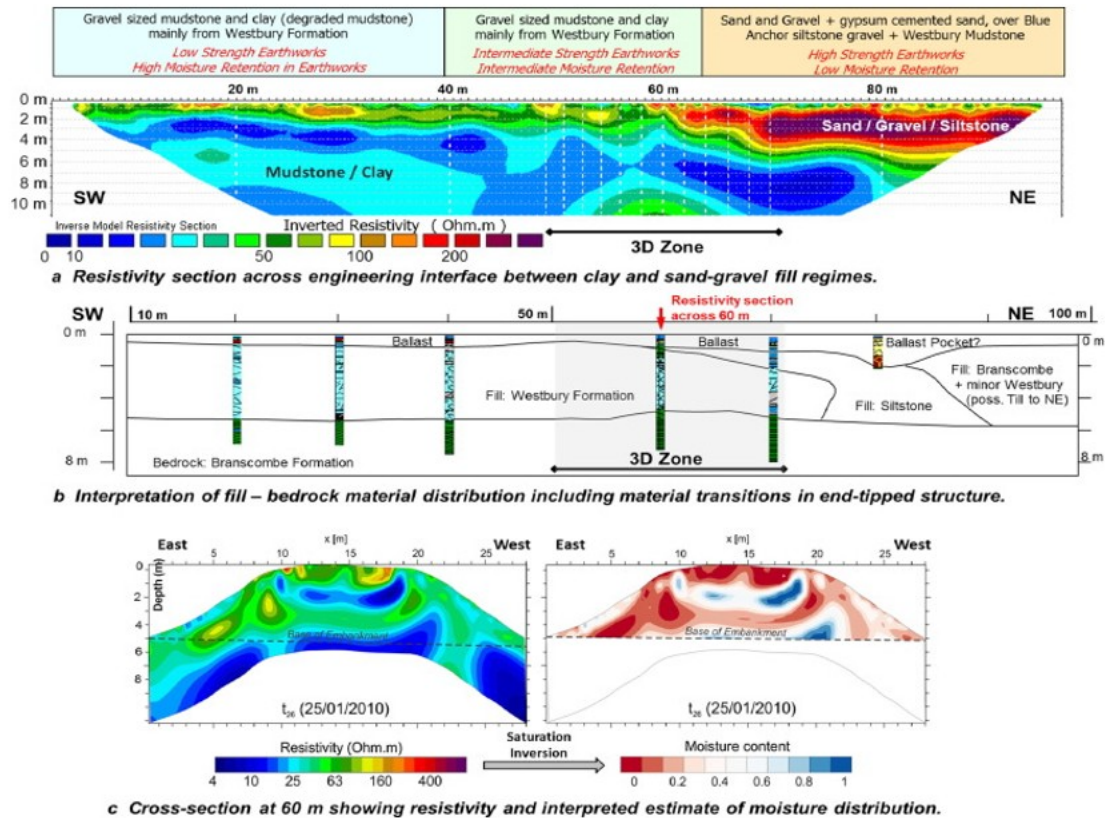 Gravel sized mudstone and clay (degraded mudstone)
mainly from Westbury Formation
Low Strength Earthworks
High Moisture Retention in Earthworks
Gravel sized mudstone and clay
mainly from Westbury Formation
Intermediate Strength Earthworks
Intermediate Moisture Retention
Sand and Gravel + gypsum cemented sand, over Blue
Anchor siltstone gravel + Westbury Mudstone
High Strength Earthworks
Low Moisture Retention
20 m 40 m 60 m 80 m
0 m
2 m
4 m
6 m
8 m
10 m
Sand / Gravel / Siltstone
Mudstone / Clay
SW NE
Inverse Model Resistivity Section Inverted Resistivity ( Ohm.m )
0 10 50 100 200
3D Zone
a Resistivity section across engineering interface between clay and sand-gravel fill regimes.
SW NE
Resistivity section
across 60 m
10 m 50 m 100 m
0 m 0 m
Ballast Ballast Ballast Pocket?
Fill: Westbury Formation
Fill: Siltstone
Fill: Branscombe
+ minor Westbury
(poss. Till to NE)
3D Zone
8 m 8 m
Bedrock: Branscombe Formation
b Interpretation of fill – bedrock material distribution including material transitions in end-tipped structure.
East West
x [m]
5 10 15 20 25
Depth (m)
0
2
4
6
8
Base of Embankment
t26 (25/01/2010)
Resistivity (Ohm.m)
4 10 25 63 160 400
Saturation
Inversion
East West
x [m]
5 10 15 20 25
0
2
4
6
8
Base of Embankment
t26 (25/01/2010)
Moisture content
0 0.2 0.4 0.6 0.8 1
c Cross-section at 60 m showing resistivity and interpreted estimate of moisture distribution.